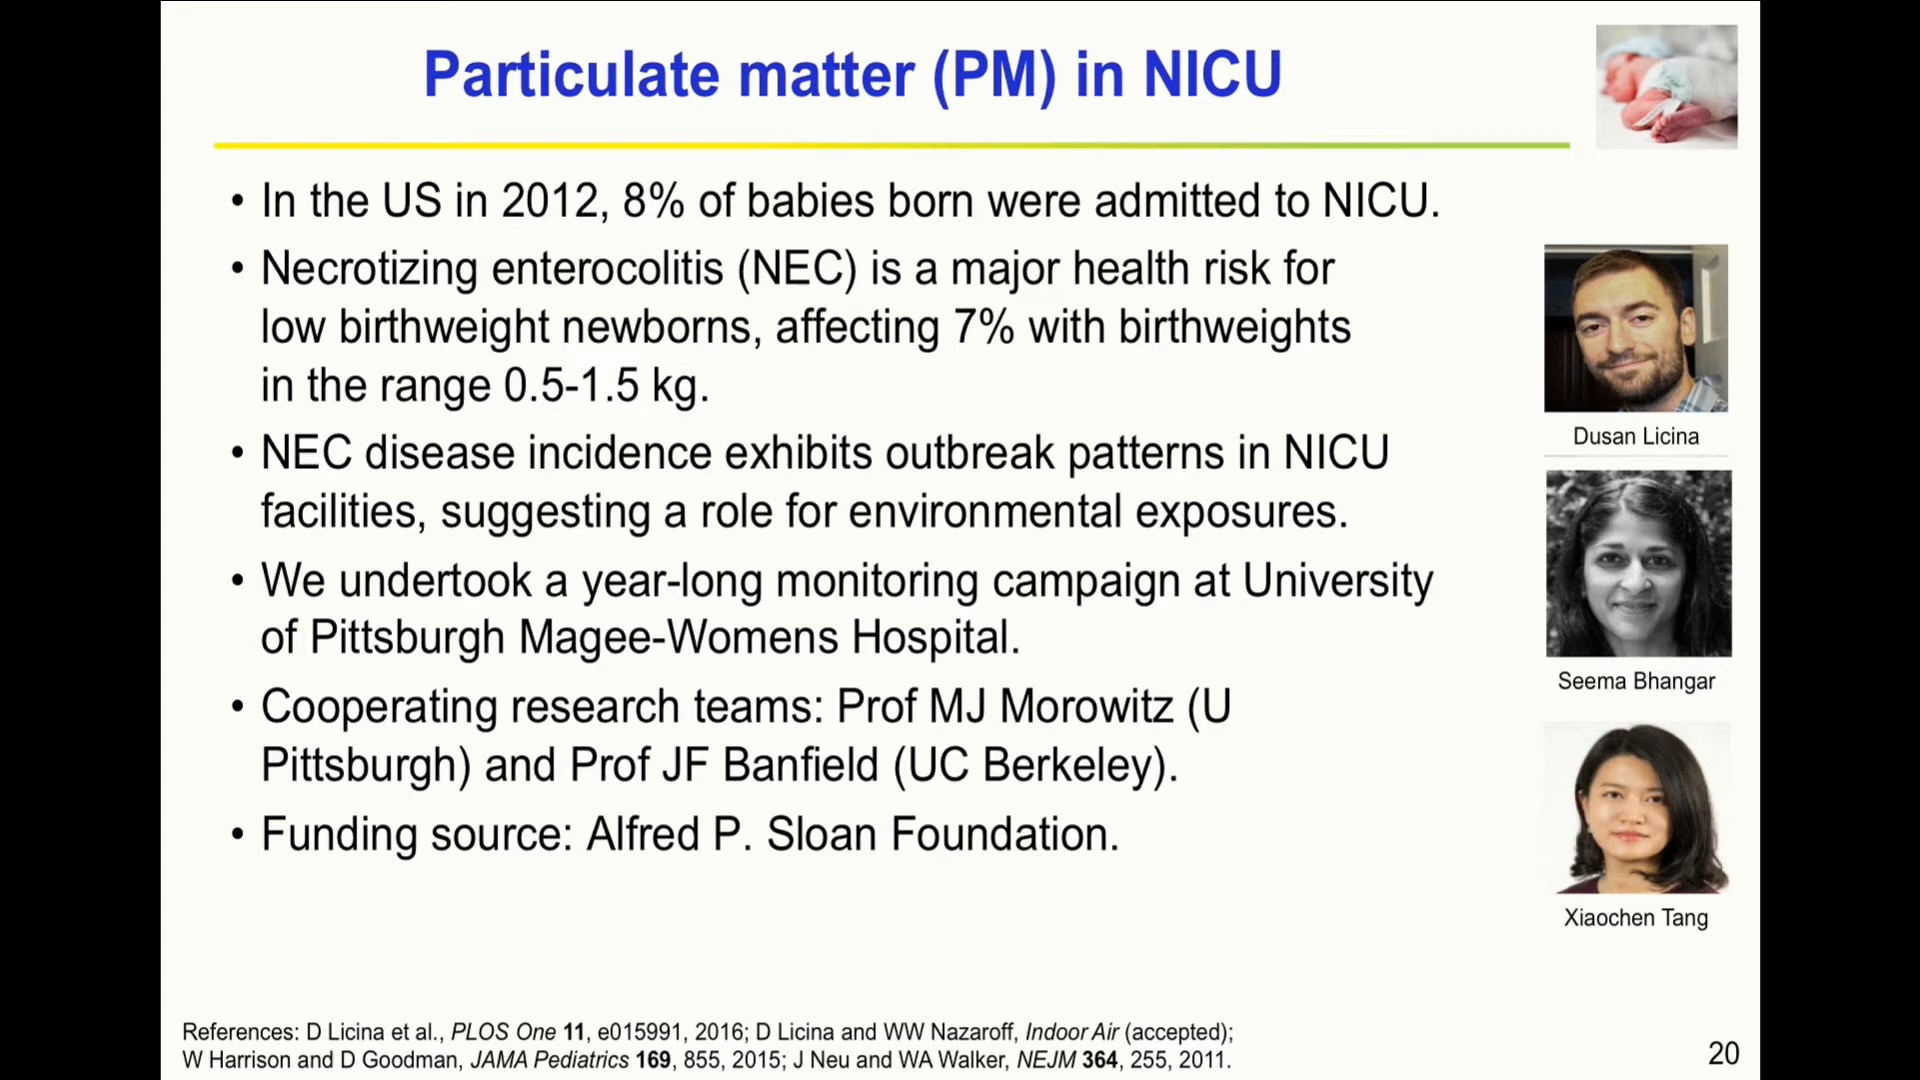 Particulate matter (PM) in NICU
• In the US in 2012, 8% of babies born were admitted to NICU.
• Necrotizing enterocolitis (NEC) is a major health risk for
low birthweight newborns, affecting 7% with birthweights
in the range 0.5-1.5 kg.
• NEC disease incidence exhibits outbreak patterns in NICU
facilities, suggesting a role for environmental exposures.
• We undertook a year-long monitoring campaign at University
of Pittsburgh Magee-Womens Hospital.
• Cooperating research teams: Prof MJ Morowitz (U
Pittsburgh) and Prof JF Banfield (UC Berkeley).
• Funding source: Alfred P. Sloan Foundation.
Dusan Licina
Seema Bhangar
Xiaochen Tang
References: D Licina et al., PLOS One 11, e015991, 2016; D Licina and WW Nazaroff, Indoor Air (accepted);
W Harrison and D Goodman, JAMA Pediatrics 169, 855, 2015; J Neu and WA Walker, NEJM 364, 255, 2011.
20